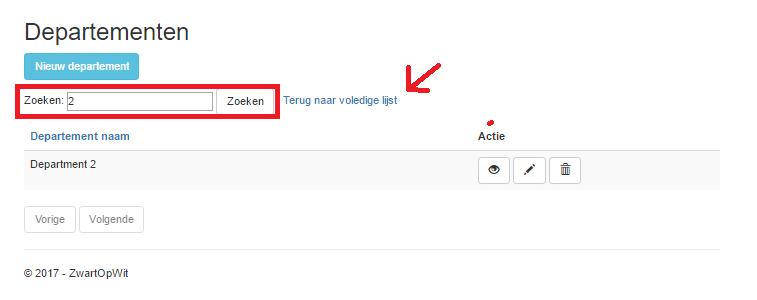 Departementen
Nieuw departement
Zoeken: 2 Zoeken Terug naar voledige lijst
Departement naam Actie
Department 2
Vorige Volgende
© 2017 - ZwartOpWit